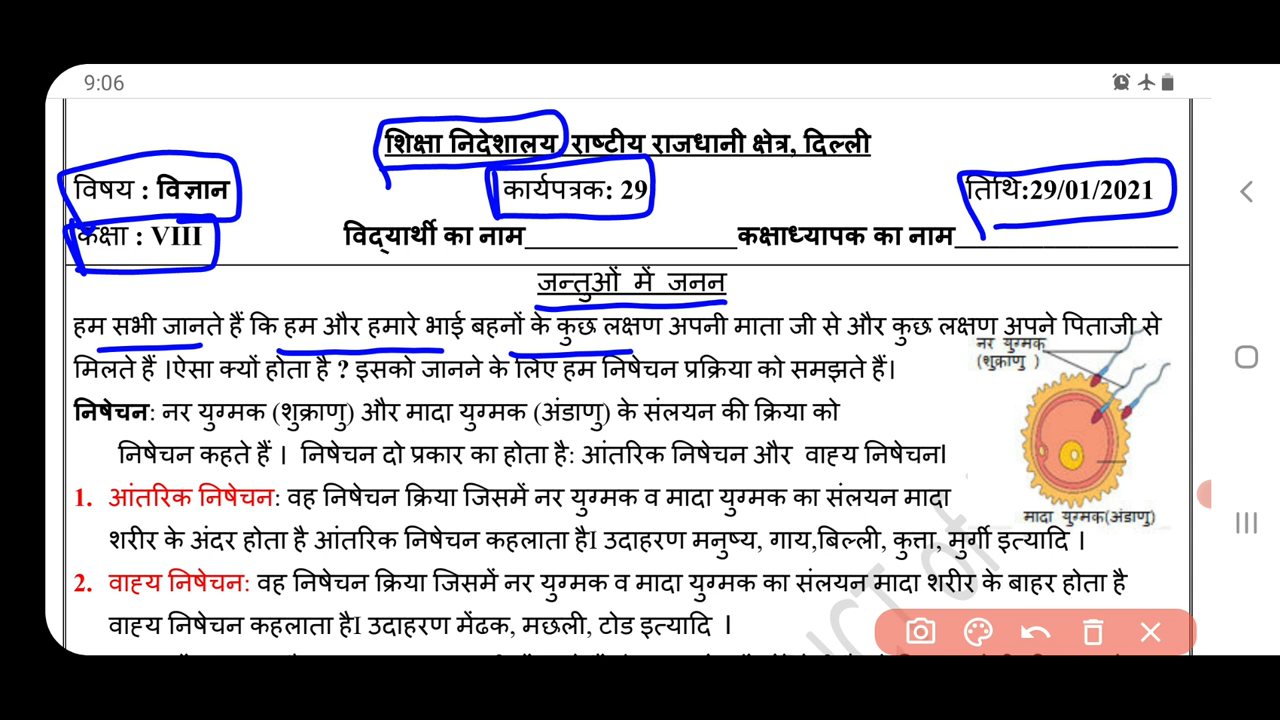 9:06
शिक्षा निदेशालय राष्टीय राजधानी क्षेत्र, दिल्ली
विषय : विज्ञान कार्यपत्रक: 29 तिथि:29/01/2021
कक्षा : VIII विद्यार्थी का नाम________________ कक्षाध्यापक का नाम________________
जन्तुओं में जनन
हम सभी जानते हैं कि हम और हमारे भाई बहनों के कुछ लक्षण अपनी माता जी से और कुछ लक्षण अपने पिताजी से
मिलते हैं ।ऐसा क्यों होता है ? इसको जानने के लिए हम निषेचन प्रक्रिया को समझते हैं।
नर युग्मक
(शुक्राणु )
निषेचन: नर युग्मक (शुक्राणु) और मादा युग्मक (अंडाणु) के संलयन की क्रिया को
निषेचन कहते हैं । निषेचन दो प्रकार का होता है: आंतरिक निषेचन और वाह्य निषेचन।
1. आंतरिक निषेचन: वह निषेचन क्रिया जिसमें नर युग्मक व मादा युग्मक का संलयन मादा
मादा युग्मक(अंडाणु)
शरीर के अंदर होता है आंतरिक निषेचन कहलाता हैI उदाहरण मनुष्य, गाय,बिल्ली, कुत्ता, मुर्गी इत्यादि ।
2. वाह्य निषेचन: वह निषेचन क्रिया जिसमें नर युग्मक व मादा युग्मक का संलयन मादा शरीर के बाहर होता है
वाह्य निषेचन कहलाता हैI उदाहरण मेंढक, मछली, टोड इत्यादि ।
NCT of